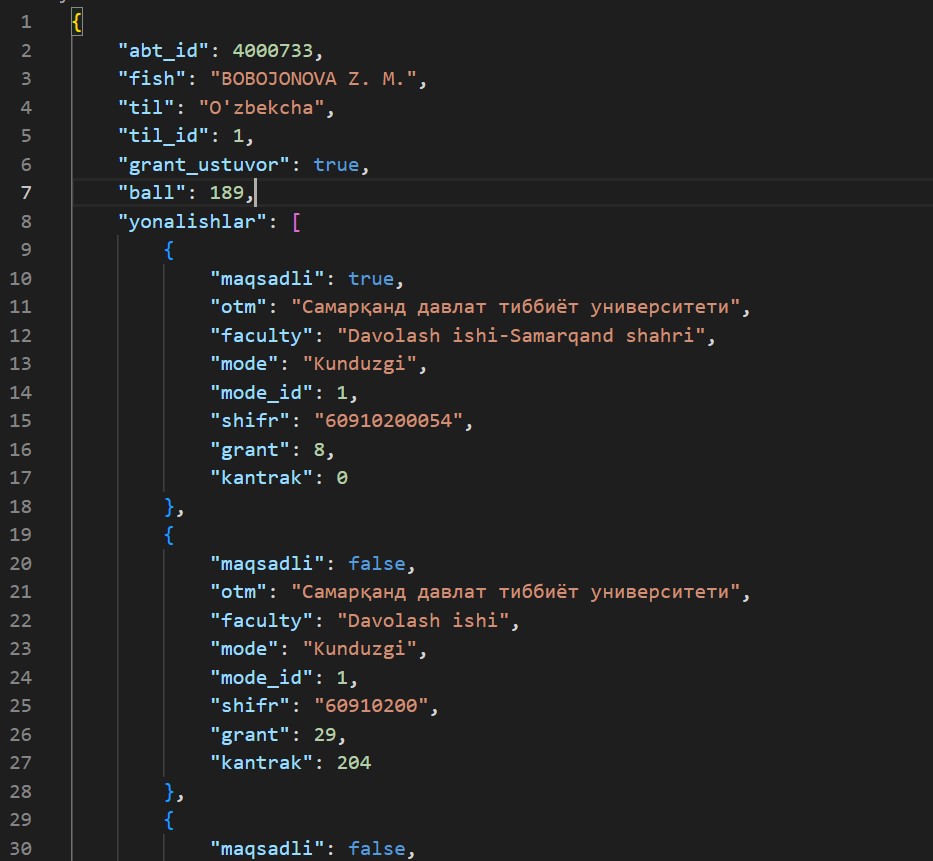 1 {
2 "abt_id": 4000733,
3 "fish": "BOBOJONOVA Z. M.",
4 "til": "O'zbekcha",
5 "til_id": 1,
6 "grant_ustuvor": true,
7 "ball": 189,
8 "yonalishlar": [
9 {
10 "maqsadli": true,
11 "otm": "Самарқанд давлат тиббиёт университети",
12 "faculty": "Davolash ishi-Samarqand shahri",
13 "mode": "Kunduzgi",
14 "mode_id": 1,
15 "shifr": "60910200054",
16 "grant": 8,
17 "kantrak": 0
18 },
19 {
20 "maqsadli": false,
21 "otm": "Самарқанд давлат тиббиёт университети",
22 "faculty": "Davolash ishi",
23 "mode": "Kunduzgi",
24 "mode_id": 1,
25 "shifr": "60910200",
26 "grant": 29,
27 "kantrak": 204
28 },
29 {
30 "maqsadli": false,